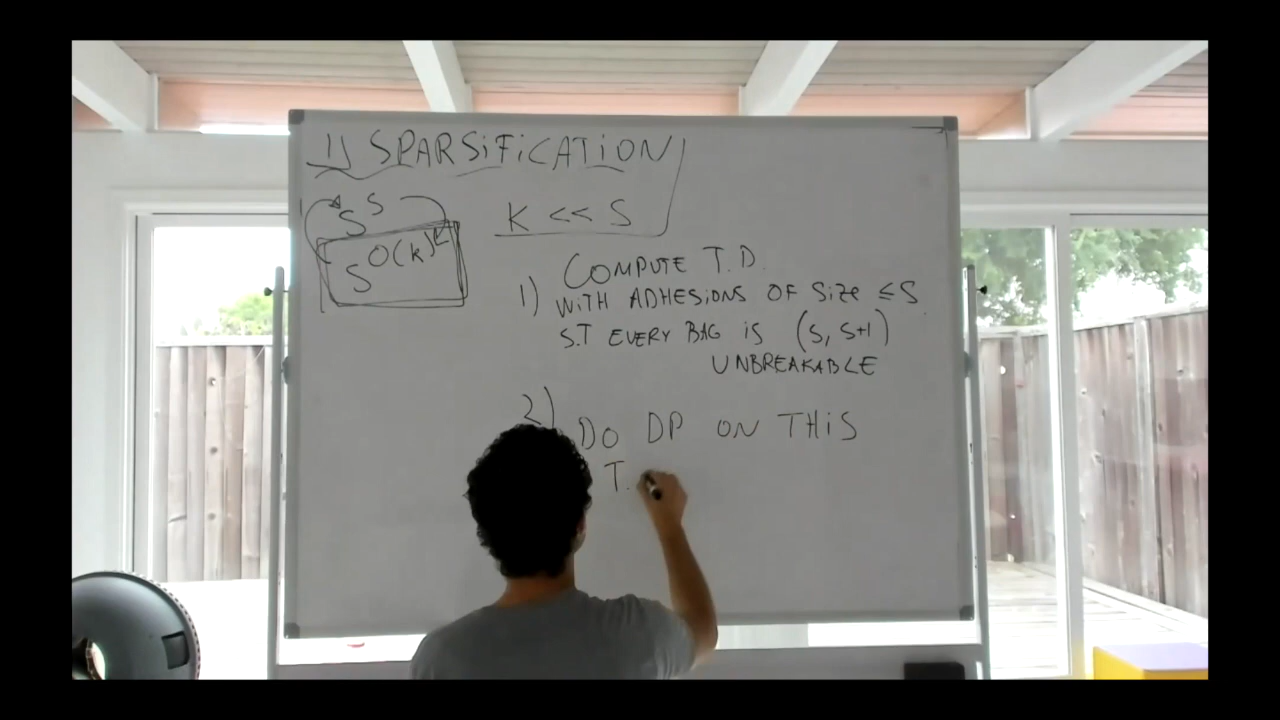 1) SPARSiFiCATiON
S^S
S^O(k)
K << S
1) COMPUTE T.D.
WITH ADHESIONS OF SiZe ≤ S
S.T EVERY BAG iS (S, S+1)
UNBREAKABLE
2) DO DP ON THiS
T.